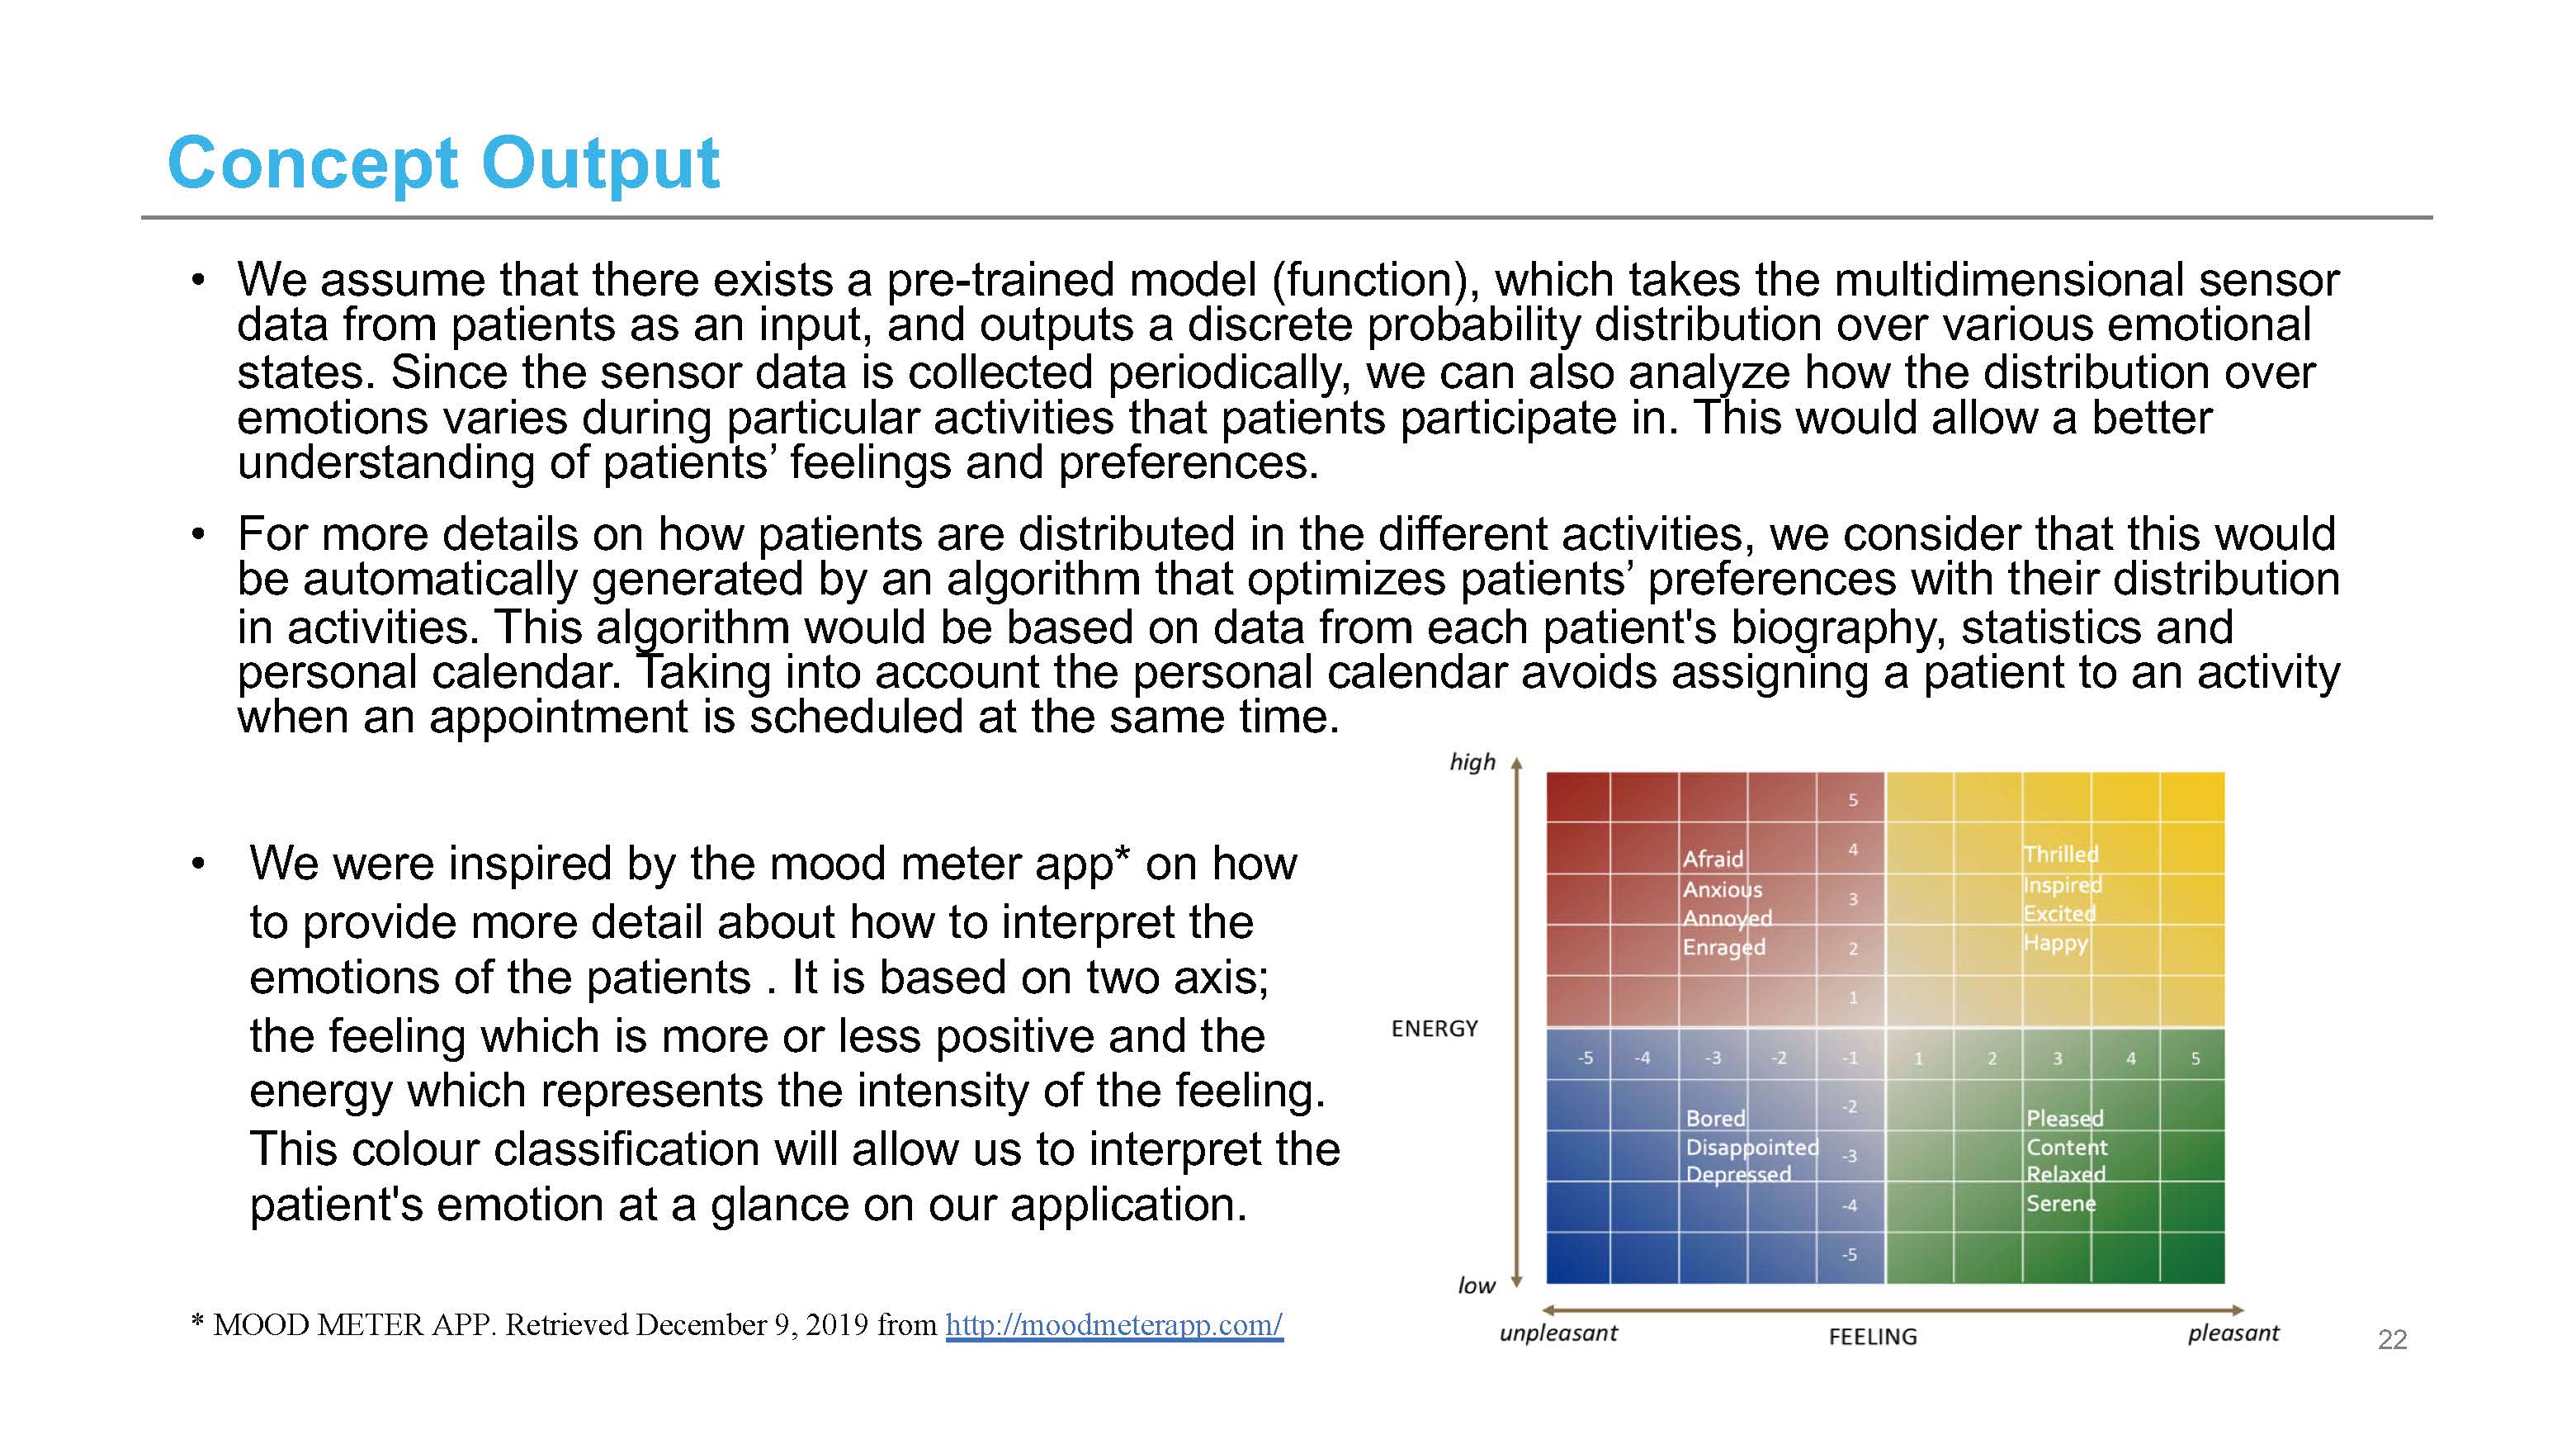 Concept Output
• We assume that there exists a pre-trained model (function), which takes the multidimensional sensor
data from patients as an input, and outputs a discrete probability distribution over various emotional
states. Since the sensor data is collected periodically, we can also analyze how the distribution over
emotions varies during particular activities that patients participate in. This would allow a better
understanding of patients’ feelings and preferences.
• For more details on how patients are distributed in the different activities, we consider that this would
be automatically generated by an algorithm that optimizes patients’ preferences with their distribution
in activities. This algorithm would be based on data from each patient's biography, statistics and
personal calendar. Taking into account the personal calendar avoids assigning a patient to an activity
when an appointment is scheduled at the same time.
• We were inspired by the mood meter app* on how
to provide more detail about how to interpret the
emotions of the patients . It is based on two axis;
the feeling which is more or less positive and the
energy which represents the intensity of the feeling.
This colour classification will allow us to interpret the
patient's emotion at a glance on our application.
* MOOD METER APP. Retrieved December 9, 2019 from http://moodmeterapp.com/
high
ENERGY
low
5
4
3
2
1
Afraid
Anxious
Annoyed
Enraged
Thrilled
Inspired
Excited
Happy
-5 -4 -3 -2 -1 1 2 3 4 5
Bored
Disappointed
Depressed
-2
-3
-4
-5
Pleased
Content
Relaxed
Serene
unpleasant FEELING pleasant
22